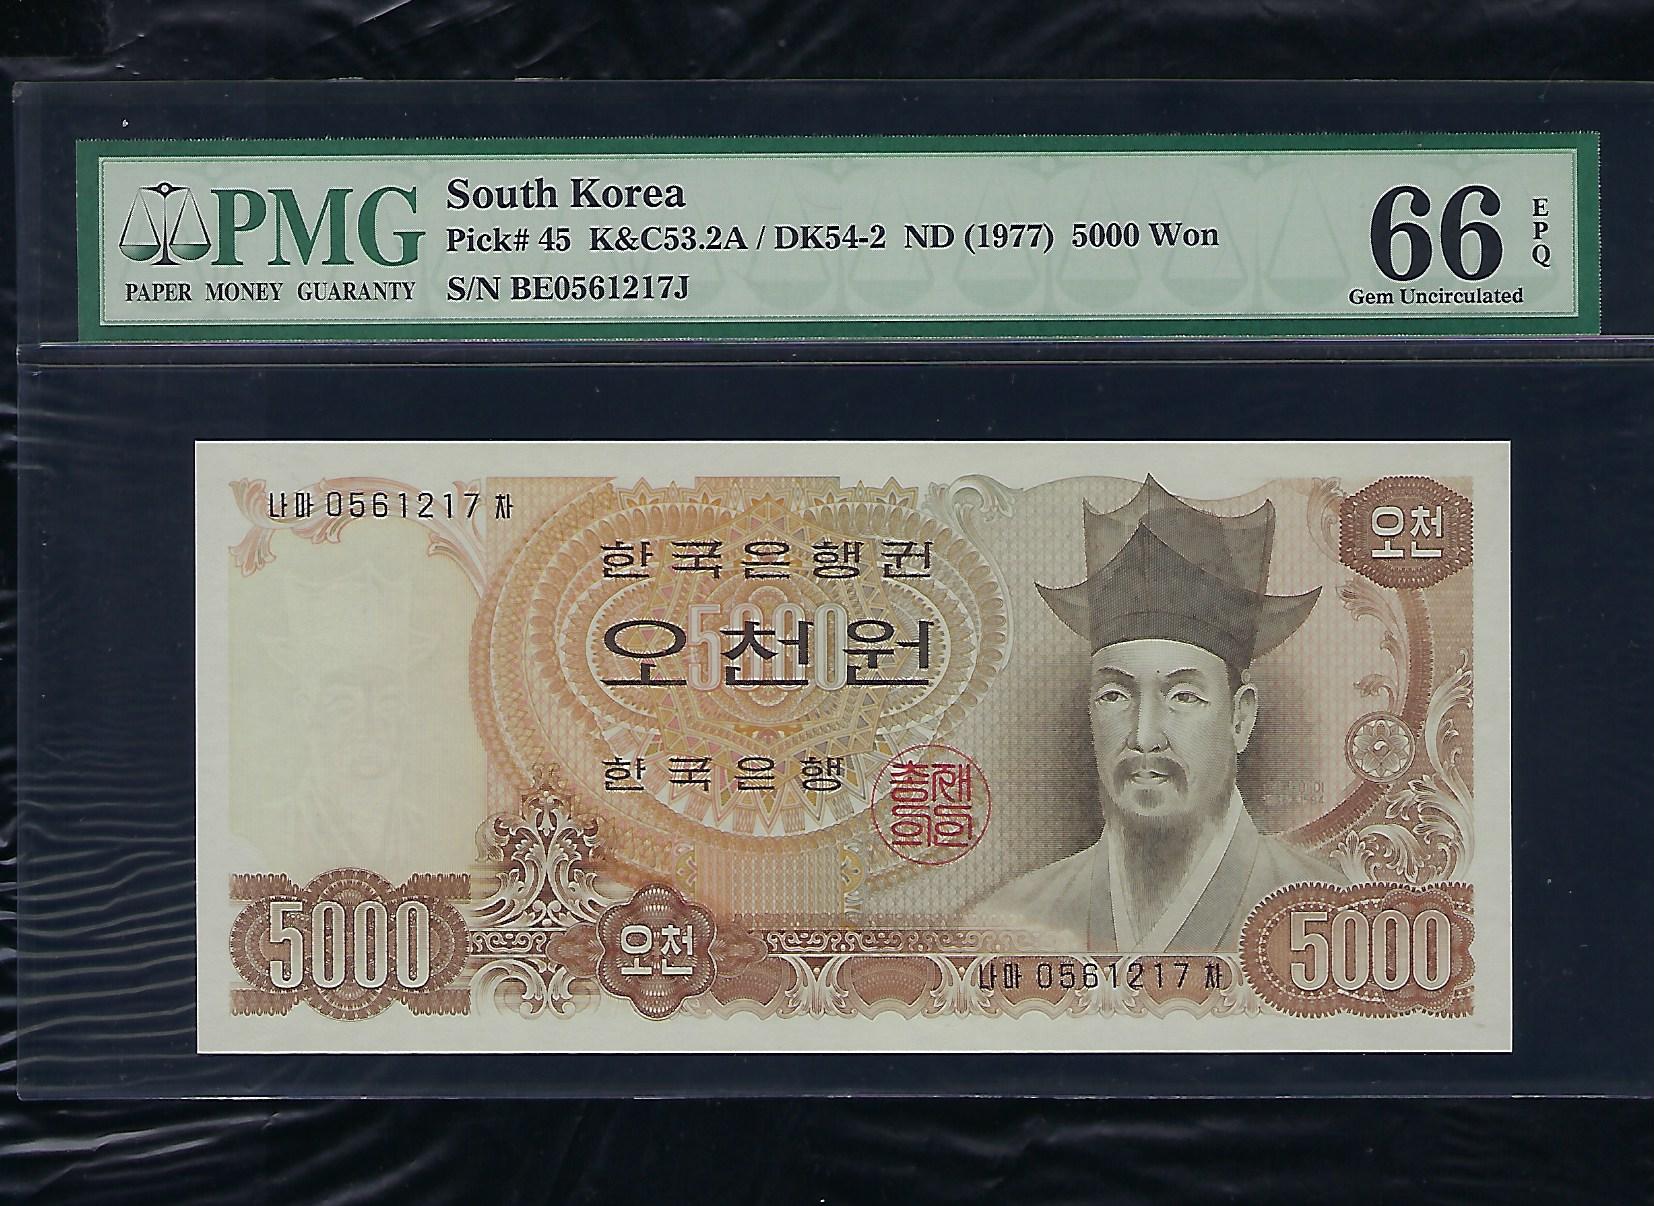 PMG
PAPER MONEY GUARANTY
South Korea
Pick# 45 K&C53.2A / DK54-2 ND (1977) 5000 Won
S/N BE0561217J
66
EPQ
Gem Uncirculated
나 마 0561217 차
오천
한국은행권
5000
오천원
한국은행
총재의인
5000
오천
나 마 0561217 차
5000